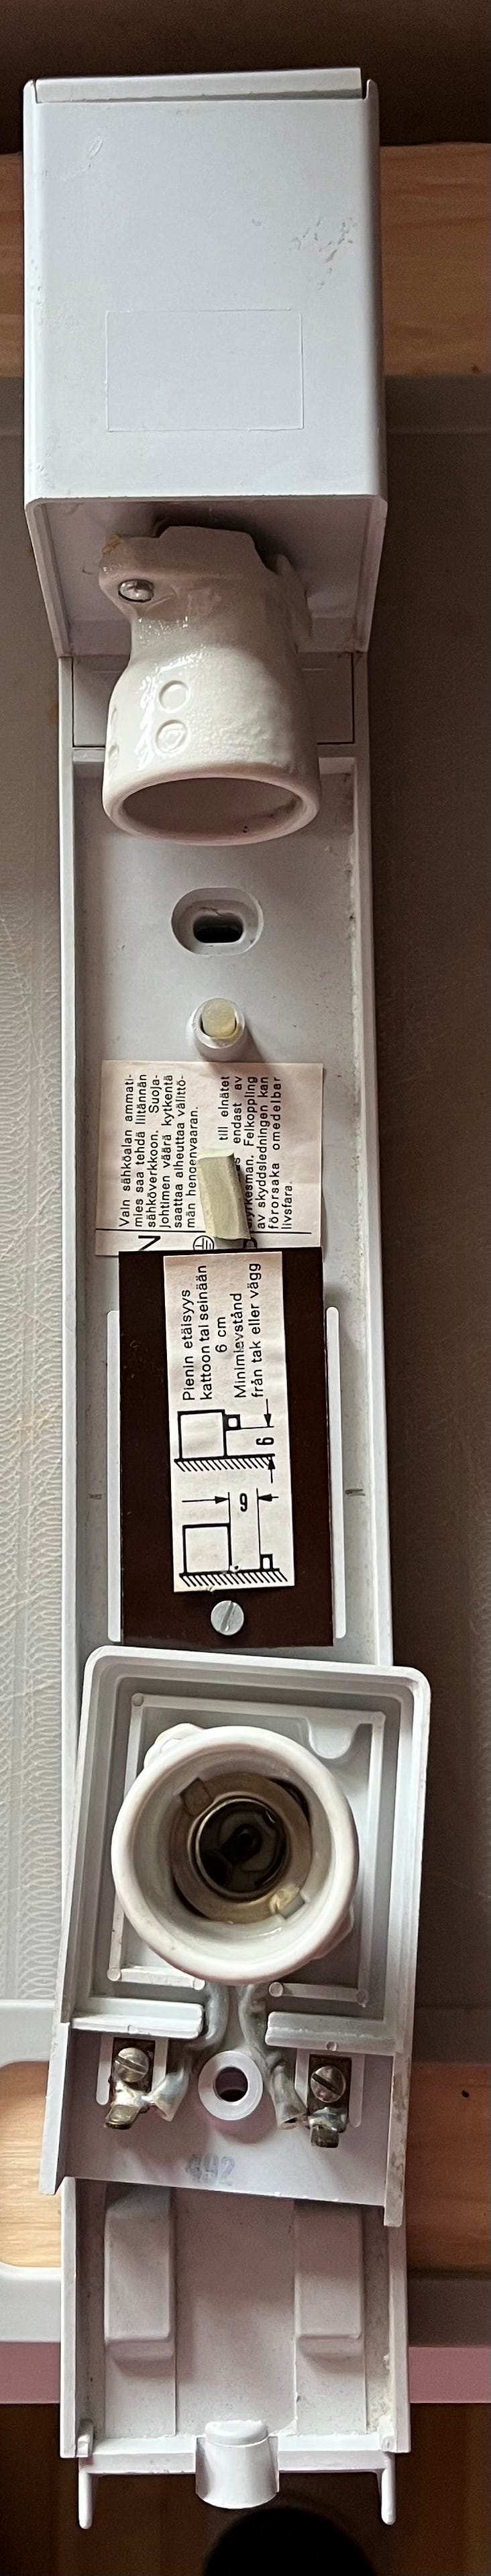 Vain sähköalan ammati-
mies saa tehdä liitännän
sähköverkkoon. Suoja-
johtimen väärä kytkentä
saattaa aiheuttaa välittö-
män hengenvaaran.
till elnätet
endast av
yrkesman. Felkoppling
av skyddsledningen kan
förorsaka omedelbar
livsfara.
N
Pienin etäisyys
kattoon tai seinään
6 cm
Minimiavstånd
från tak eller vägg
6
6
492